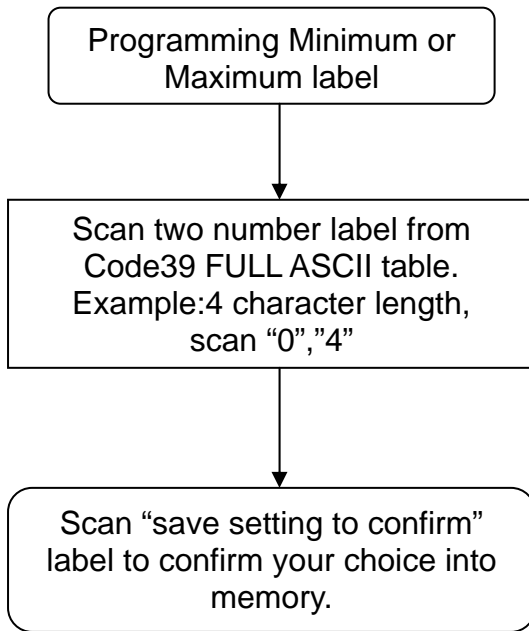 Programming Minimum or
Maximum label
Scan two number label from
Code39 FULL ASCII table.
Example:4 character length,
scan “0”,”4”
Scan “save setting to confirm”
label to confirm your choice into
memory.